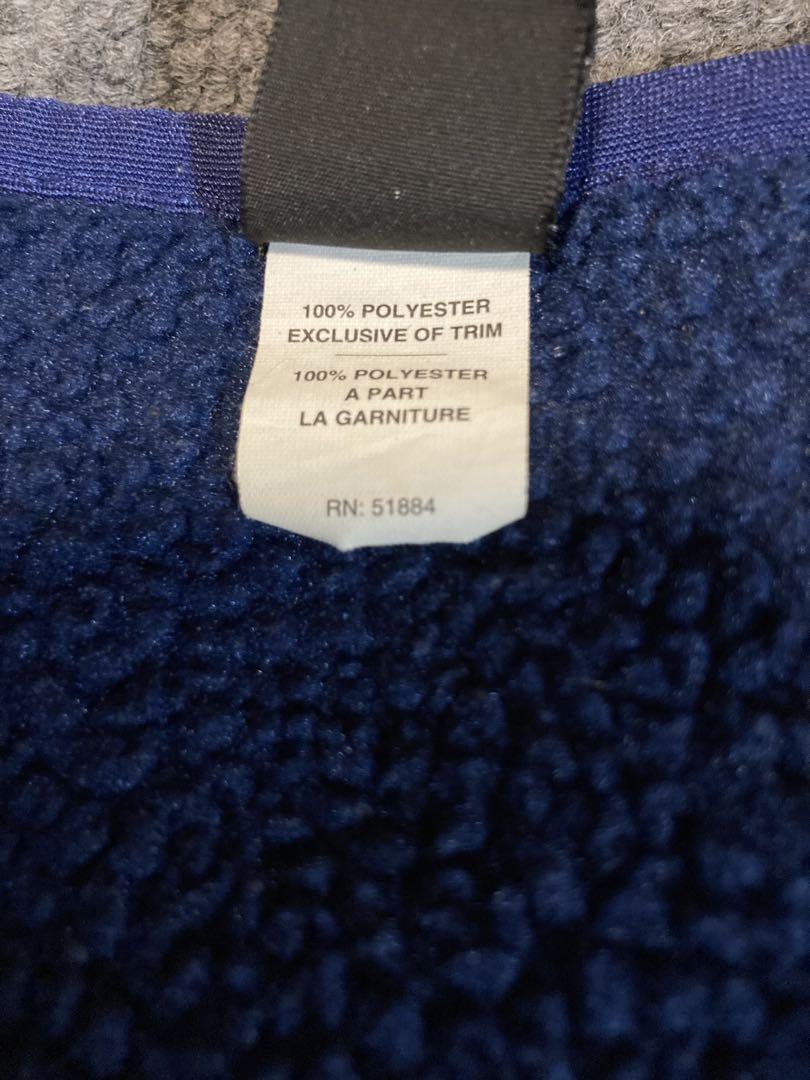 100% POLYESTER
EXCLUSIVE OF TRIM
100% POLYESTER
A PART
LA GARNITURE
RN: 51884